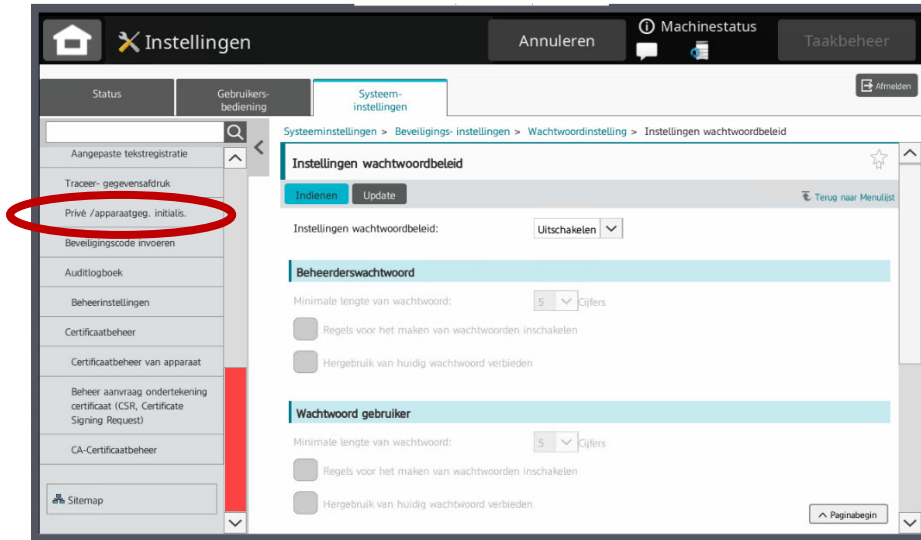 Instellingen
Annuleren
Machinestatus
Taakbeheer
Status
Gebruikers-
bediening
Systeem-
instellingen
Afmelden
Systeeminstellingen > Beveiligings- instellingen > Wachtwoordinstelling > Instellingen wachtwoordbeleid
Aangepaste tekstregistratie
Traceer- gegevensafdruk
Privé /apparaatgeg. initialis.
Beveiligingscode invoeren
Auditlogboek
Beheerinstellingen
Certificaatbeheer
Certificaatbeheer van apparaat
Beheer aanvraag ondertekening
certificaat (CSR, Certificate
Signing Request)
CA-Certificaatbeheer
Sitemap
Instellingen wachtwoordbeleid
Indienen
Update
Terug naar Menulijst
Instellingen wachtwoordbeleid:
Uitschakelen
Beheerderswachtwoord
Minimale lengte van wachtwoord:
5
Cijfers
Regels voor het maken van wachtwoorden inschakelen
Hergebruik van huidig wachtwoord verbieden
Wachtwoord gebruiker
Minimale lengte van wachtwoord:
5
Cijfers
Regels voor het maken van wachtwoorden inschakelen
Hergebruik van huidig wachtwoord verbieden
Paginabegin